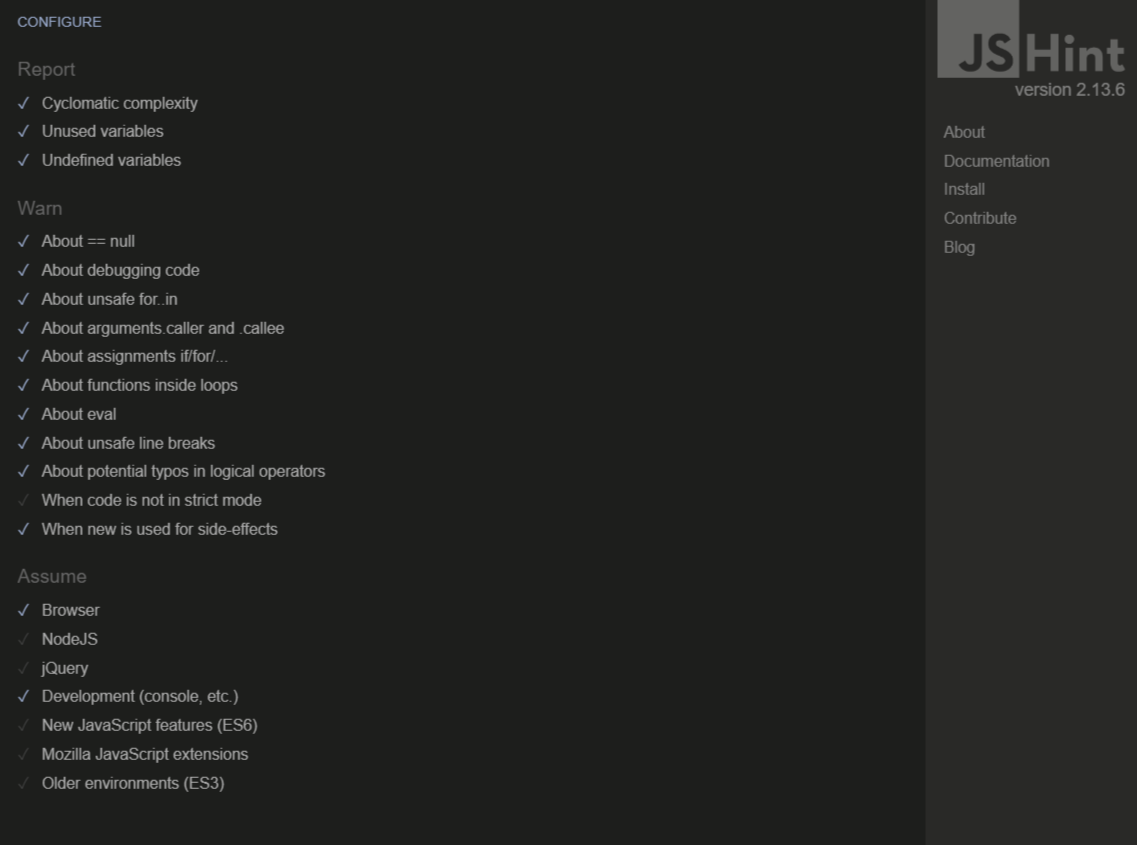 CONFIGURE
Report
✓ Cyclomatic complexity
✓ Unused variables
✓ Undefined variables
Warn
✓ About == null
✓ About debugging code
✓ About unsafe for..in
✓ About arguments.caller and .callee
✓ About assignments if/for/...
✓ About functions inside loops
✓ About eval
✓ About unsafe line breaks
✓ About potential typos in logical operators
✓ When code is not in strict mode
✓ When new is used for side-effects
Assume
✓ Browser
✓ NodeJS
✓ jQuery
✓ Development (console, etc.)
✓ New JavaScript features (ES6)
✓ Mozilla JavaScript extensions
✓ Older environments (ES3)
JSHint
version 2.13.6
About
Documentation
Install
Contribute
Blog